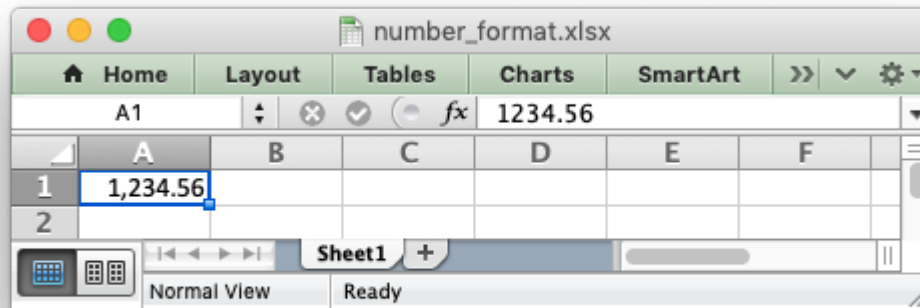 number_format.xlsx
Home Layout Tables Charts SmartArt
A1 fx 1234.56
A B C D E F
1 1,234.56
2
Sheet1 +
Normal View Ready